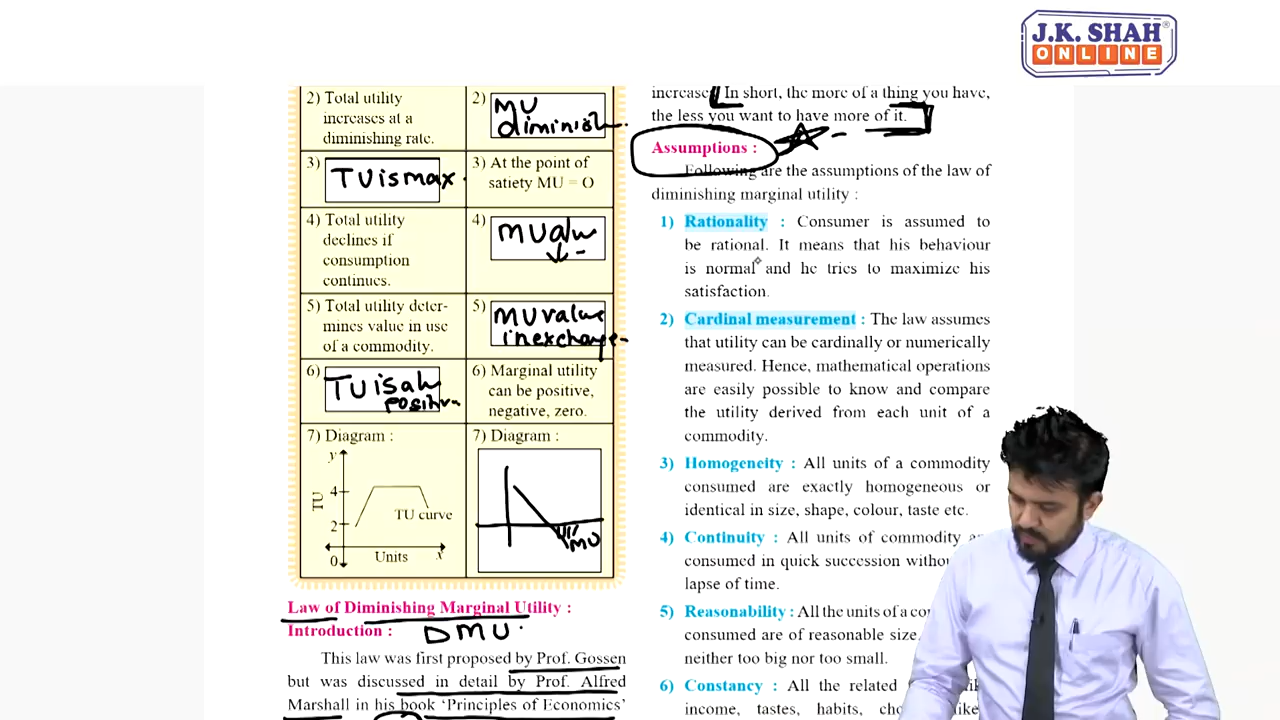 J.K. SHAH
ONLINE
2) Total utility
increases at a
diminishing rate.
2)
MU
diminish
3)
TU is max
3) At the point of
satiety MU = O
4) Total utility
declines if
consumption
continues.
4)
MU
5) Total utility deter-
mines value in use
of a commodity.
5)
MU value
in exchange
6)
TU is
positive
6) Marginal utility
can be positive,
negative, zero.
7) Diagram :
y
TU
4
2
0
TU curve
Units
x
7) Diagram :
MU
Law of Diminishing Marginal Utility :
Introduction :
DMU
This law was first proposed by Prof. Gossen
but was discussed in detail by Prof. Alfred
Marshall in his book ‘Principles of Economics’
In short, the more of a thing you have,
the less you want to have more of it.
Assumptions :
Following are the assumptions of the law of
diminishing marginal utility :
1) Rationality : Consumer is assumed to
be rational. It means that his behaviour
is normal and he tries to maximize his
satisfaction.
2) Cardinal measurement : The law assumes
that utility can be cardinally or numerically
measured. Hence, mathematical operations
are easily possible to know and compare
the utility derived from each unit of a
commodity.
3) Homogeneity : All units of a commodity
consumed are exactly homogeneous or
identical in size, shape, colour, taste etc.
4) Continuity : All units of commodity
consumed in quick succession
lapse of time.
5) Reasonability : All the units of a
consumed are of reasonable size.
neither too big nor too small.
6) Constancy : All the related
income, tastes, habits,